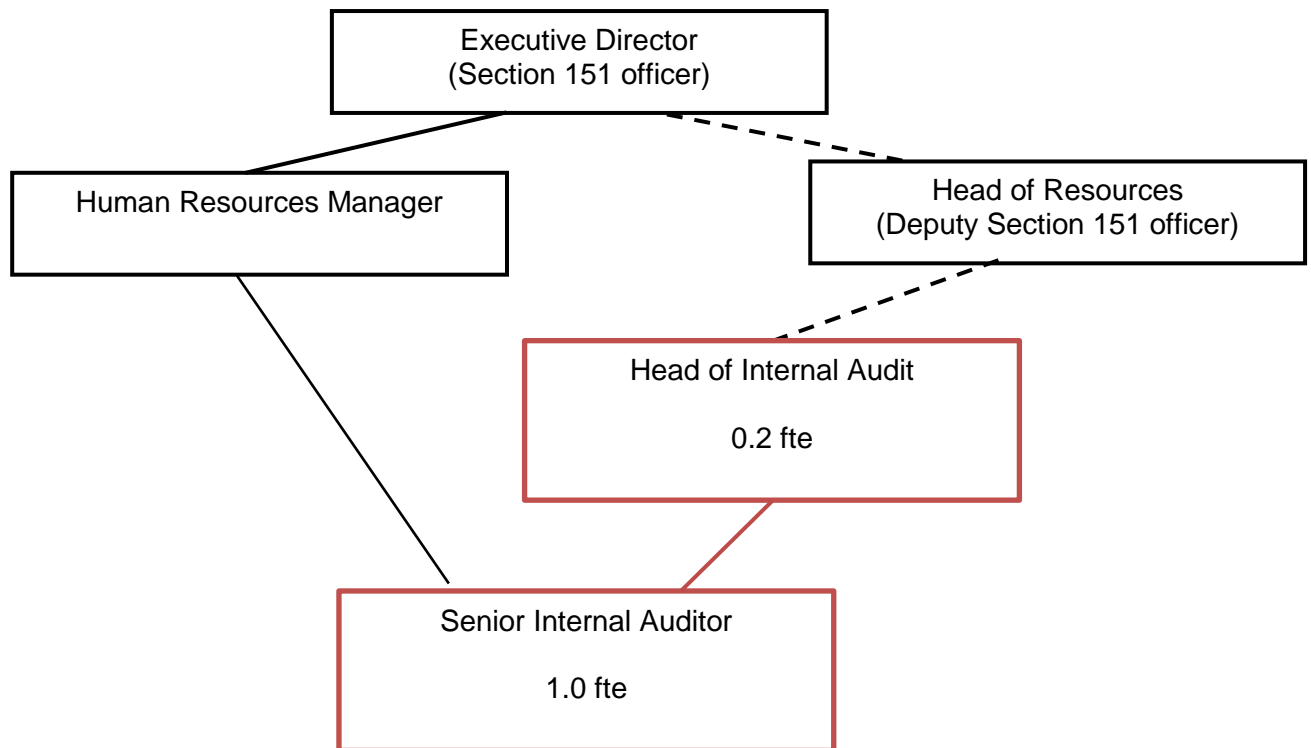 Executive Director
(Section 151 officer)
Human Resources Manager
Head of Resources
(Deputy Section 151 officer)
Head of Internal Audit
0.2 fte
Senior Internal Auditor
1.0 fte